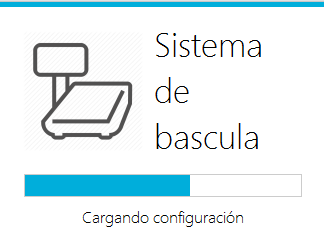 Sistema
de
bascula
Cargando configuración